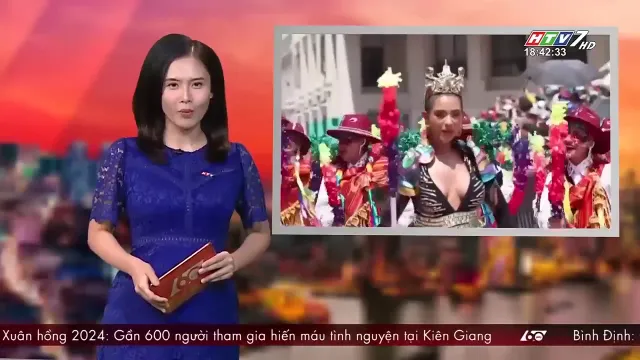 HTV7 HD
18:42:33
Xuân hồng 2024: Gần 600 người tham gia hiến máu tình nguyện tại Kiên Giang
60
Bình Định: